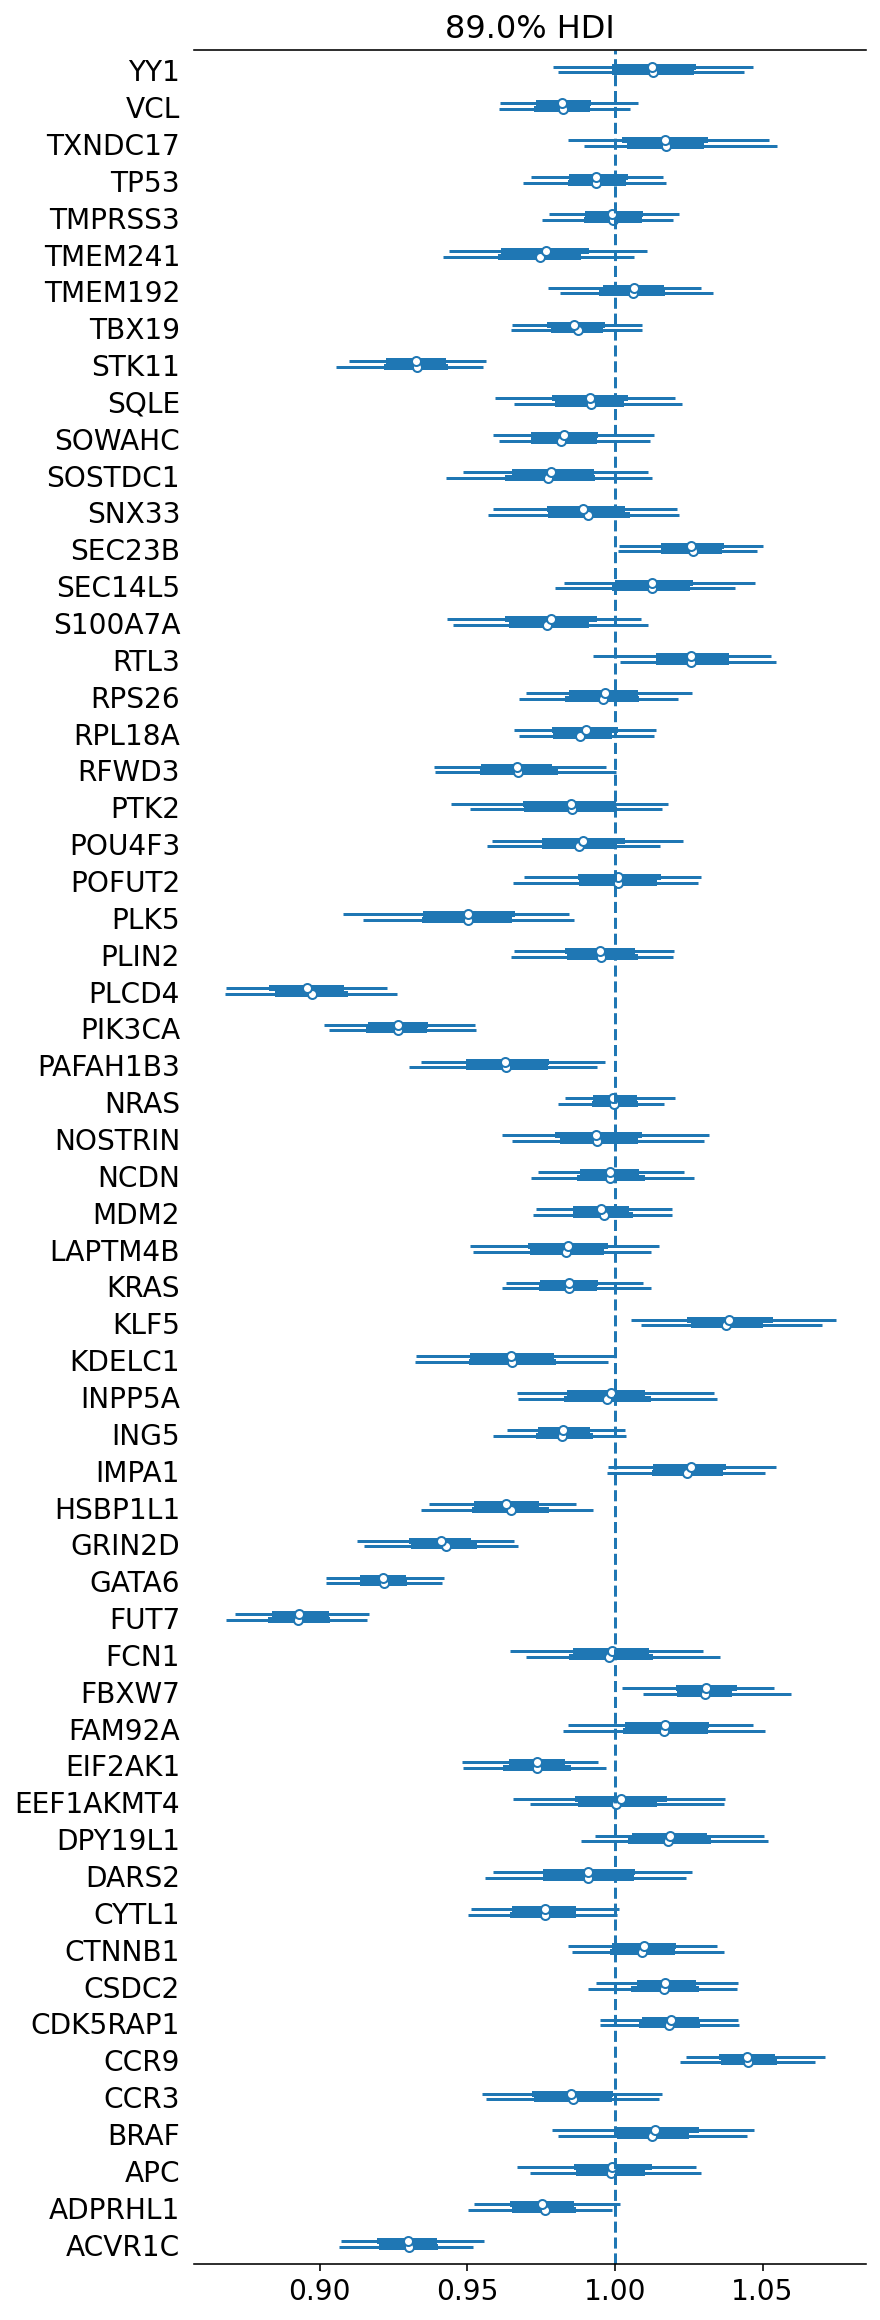 89.0% HDI
YY1
VCL
TXNDC17
TP53
TMPRSS3
TMEM241
TMEM192
TBX19
STK11
SQLE
SOWAHC
SOSTDC1
SNX33
SEC23B
SEC14L5
S100A7A
RTL3
RPS26
RPL18A
RFWD3
PTK2
POU4F3
POFUT2
PLK5
PLIN2
PLCD4
PIK3CA
PAFAH1B3
NRAS
NOSTRIN
NCDN
MDM2
LAPTM4B
KRAS
KLF5
KDELC1
INPP5A
ING5
IMPA1
HSBP1L1
GRIN2D
GATA6
FUT7
FCN1
FBXW7
FAM92A
EIF2AK1
EEF1AKMT4
DPY19L1
DARS2
CYTL1
CTNNB1
CSDC2
CDK5RAP1
CCR9
CCR3
BRAF
APC
ADPRHL1
ACVR1C
0.90 0.95 1.00 1.05